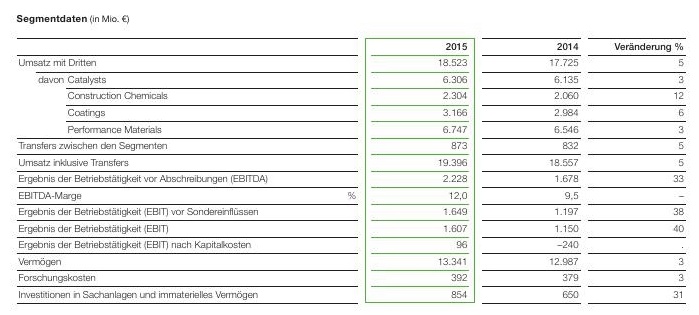 Segmentdaten (in Mio. €)
2015 2014 Veränderung %
Umsatz mit Dritten 18.523 17.725 5
davon Catalysts 6.306 6.135 3
Construction Chemicals 2.304 2.060 12
Coatings 3.166 2.984 6
Performance Materials 6.747 6.546 3
Transfers zwischen den Segmenten 873 832 5
Umsatz inklusive Transfers 19.396 18.557 5
Ergebnis der Betriebstätigkeit vor Abschreibungen (EBITDA) 2.228 1.678 33
EBITDA-Marge % 12,0 9,5 –
Ergebnis der Betriebstätigkeit (EBIT) vor Sondereinflüssen 1.649 1.197 38
Ergebnis der Betriebstätigkeit (EBIT) 1.607 1.150 40
Ergebnis der Betriebstätigkeit (EBIT) nach Kapitalkosten 96 –240 .
Vermögen 13.341 12.987 3
Forschungskosten 392 379 3
Investitionen in Sachanlagen und immaterielles Vermögen 854 650 31